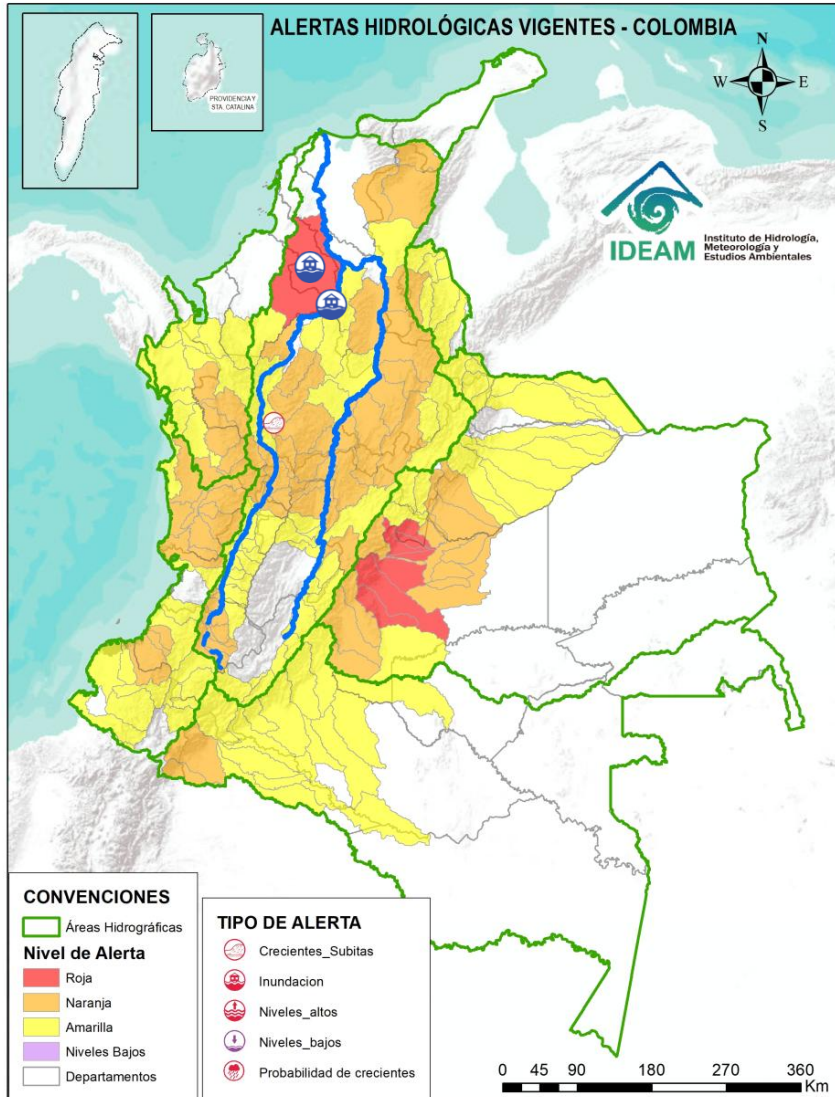 ALERTAS HIDROLÓGICAS VIGENTES - COLOMBIA
PROVIDENCIA Y
STA. CATALINA
N
W
E
S
IDEAM
Instituto de Hidrología,
Meteorología y
Estudios Ambientales
CONVENCIONES
Áreas Hidrográficas
Nivel de Alerta
Roja
Naranja
Amarilla
Niveles Bajos
Departamentos
TIPO DE ALERTA
Crecientes_Subitas
Inundacion
Niveles_altos
Niveles_bajos
Probabilidad de crecientes
0 45 90 180 270 360
Km